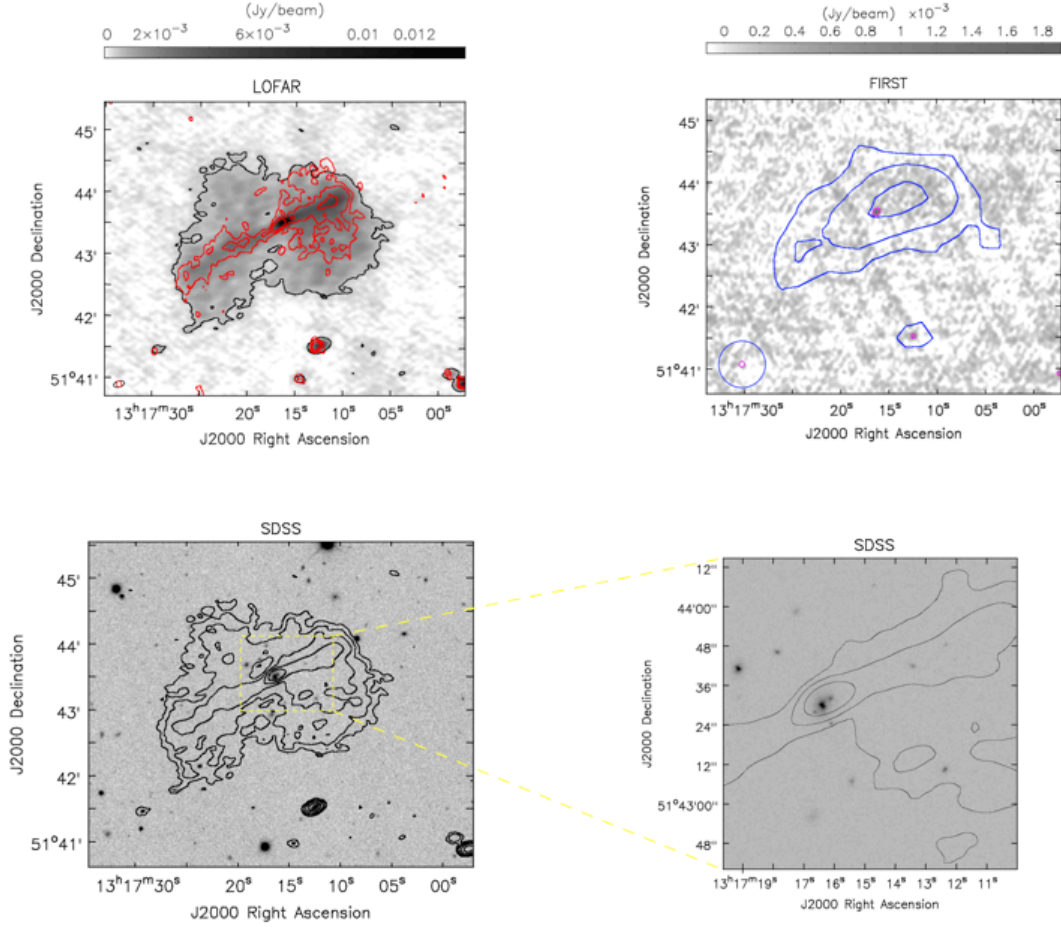 (Jy/beam)
0 2×10⁻³ 6×10⁻³ 0.01 0.012
LOFAR
45'
44'
43'
42'
51°41'
J2000 Declination
13ʰ17ᵐ30ˢ 20ˢ 15ˢ 10ˢ 05ˢ 00ˢ
J2000 Right Ascension
(Jy/beam) ×10⁻³
0 0.2 0.4 0.6 0.8 1 1.2 1.4 1.6 1.8
FIRST
45'
44'
43'
42'
51°41'
J2000 Declination
13ʰ17ᵐ30ˢ 20ˢ 15ˢ 10ˢ 05ˢ 00ˢ
J2000 Right Ascension
SDSS
45'
44'
43'
42'
51°41'
J2000 Declination
13ʰ17ᵐ30ˢ 20ˢ 15ˢ 10ˢ 05ˢ 00ˢ
J2000 Right Ascension
SDSS
12"
44'00"
48"
36"
24"
12"
51°43'00"
48"
J2000 Declination
13ʰ17ᵐ19ˢ 17ˢ 16ˢ 15ˢ 14ˢ 13ˢ 12ˢ 11ˢ
J2000 Right Ascension